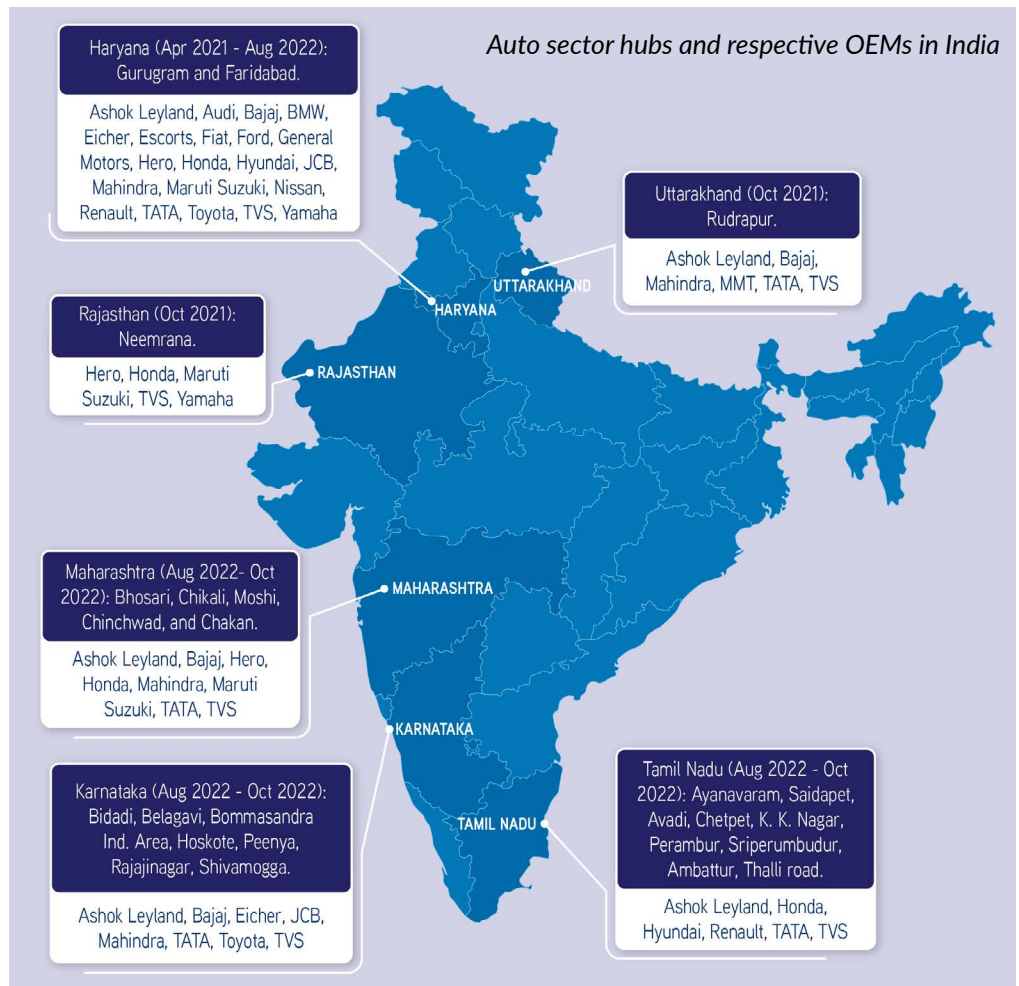 Auto sector hubs and respective OEMs in India
Haryana (Apr 2021 - Aug 2022):
Gurugram and Faridabad.
Ashok Leyland, Audi, Bajaj, BMW,
Eicher, Escorts, Fiat, Ford, General
Motors, Hero, Honda, Hyundai, JCB,
Mahindra, Maruti Suzuki, Nissan,
Renault, TATA, Toyota, TVS, Yamaha
Uttarakhand (Oct 2021):
Rudrapur.
Ashok Leyland, Bajaj,
Mahindra, MMT, TATA, TVS
UTTARAKHAND
HARYANA
Rajasthan (Oct 2021):
Neemrana.
Hero, Honda, Maruti
Suzuki, TVS, Yamaha
RAJASTHAN
Maharashtra (Aug 2022- Oct
2022): Bhosari, Chikali, Moshi,
Chinchwad, and Chakan.
Ashok Leyland, Bajaj, Hero,
Honda, Mahindra, Maruti
Suzuki, TATA, TVS
MAHARASHTRA
KARNATAKA
Karnataka (Aug 2022 - Oct 2022):
Bidadi, Belagavi, Bommasandra
Ind. Area, Hoskote, Peenya,
Rajajinagar, Shivamogga.
Ashok Leyland, Bajaj, Eicher, JCB,
Mahindra, TATA, Toyota, TVS
TAMIL NADU
Tamil Nadu (Aug 2022 - Oct
2022): Ayanavaram, Saidapet,
Avadi, Chetpet, K. K. Nagar,
Perambur, Sriperumbudur,
Ambattur, Thalli road.
Ashok Leyland, Honda,
Hyundai, Renault, TATA, TVS